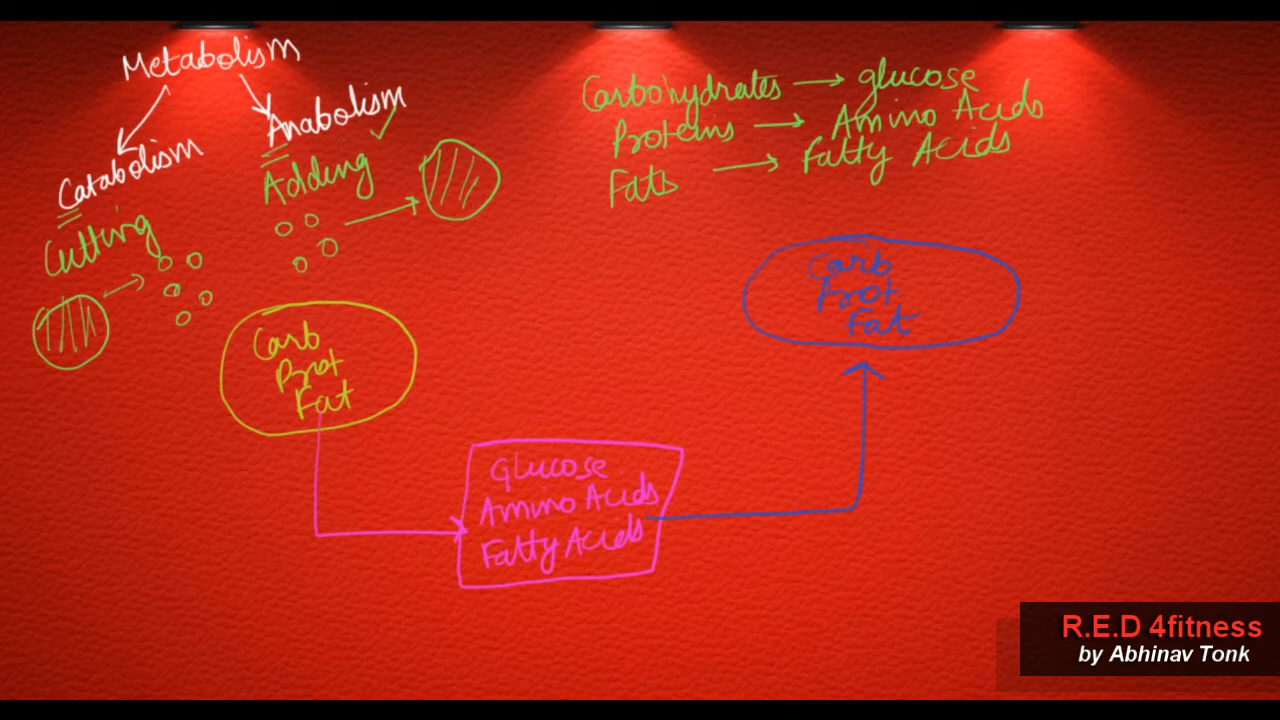 Metabolism
Catabolism
Anabolism
Cutting
Adding
Carbohydrates → glucose
Proteins → Amino Acids
Fats → Fatty Acids
Carb
Prot
Fat
Glucose
Amino Acids
Fatty Acids
Carb
Prot
Fat
R.E.D 4fitness
by Abhinav Tonk